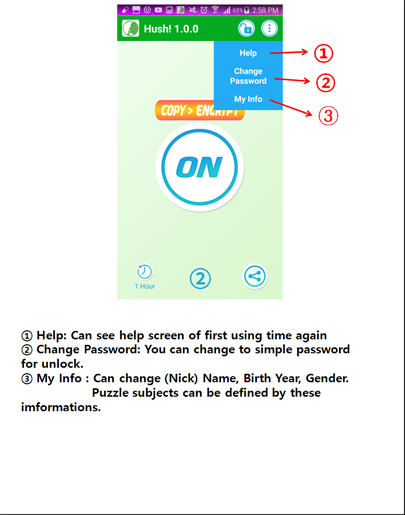 65% 2:58 PM
Hush! 1.0.0
Help
①
Change
Password
②
My Info
③
COPY > ENCRYPT
ON
1 Hour
②
① Help: Can see help screen of first using time again
② Change Password: You can change to simple password
for unlock.
③ My Info : Can change (Nick) Name, Birth Year, Gender.
Puzzle subjects can be defined by these
imformations.